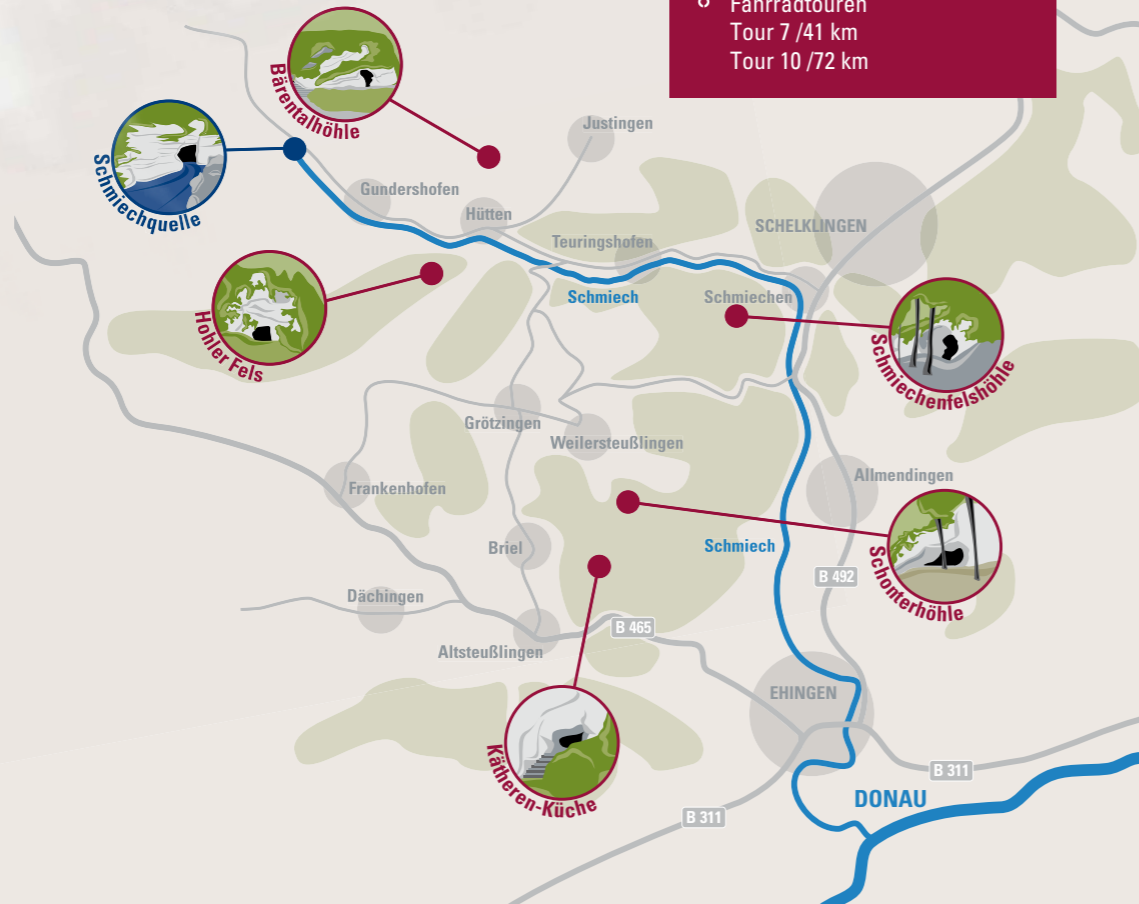 Fahrradtouren
Tour 7 /41 km
Tour 10 /72 km
Bärentalhöhle
Justingen
Schmiechquelle
Gundershofen
Hütten
SCHELKLINGEN
Teuringshofen
Schmiech
Schmiechen
Hohler Fels
Schmiechenfelshöhle
Grötzingen
Weilersteußlingen
Frankenhofen
Allmendingen
Briel
Schmiech
Schonterhöhle
B 492
Dächingen
B 465
Altsteußlingen
EHINGEN
Kätheren-Küche
B 311
DONAU
B 311